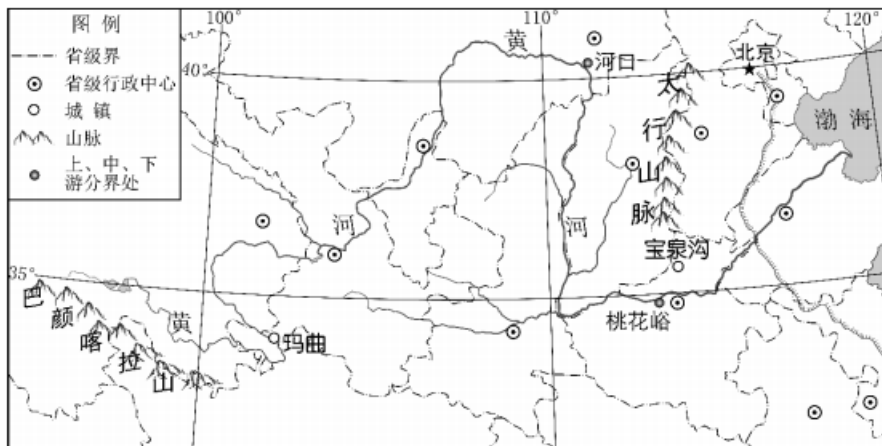 图 例
省级界
省级行政中心
城 镇
山脉
上、中、下
游分界处
100°
110°
120°
40°
35°
黄
河口
北京
太
行
山
脉
渤 海
河
河
宝泉沟
桃花峪
巴
颜
喀
拉
山
黄
玛曲